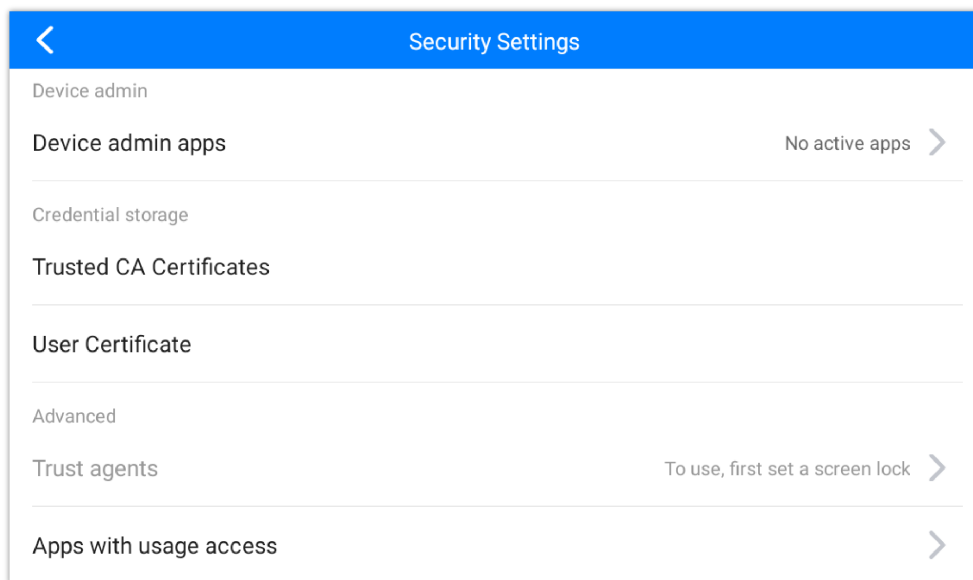 Security Settings
Device admin
Device admin apps No active apps
Credential storage
Trusted CA Certificates
User Certificate
Advanced
Trust agents To use, first set a screen lock
Apps with usage access